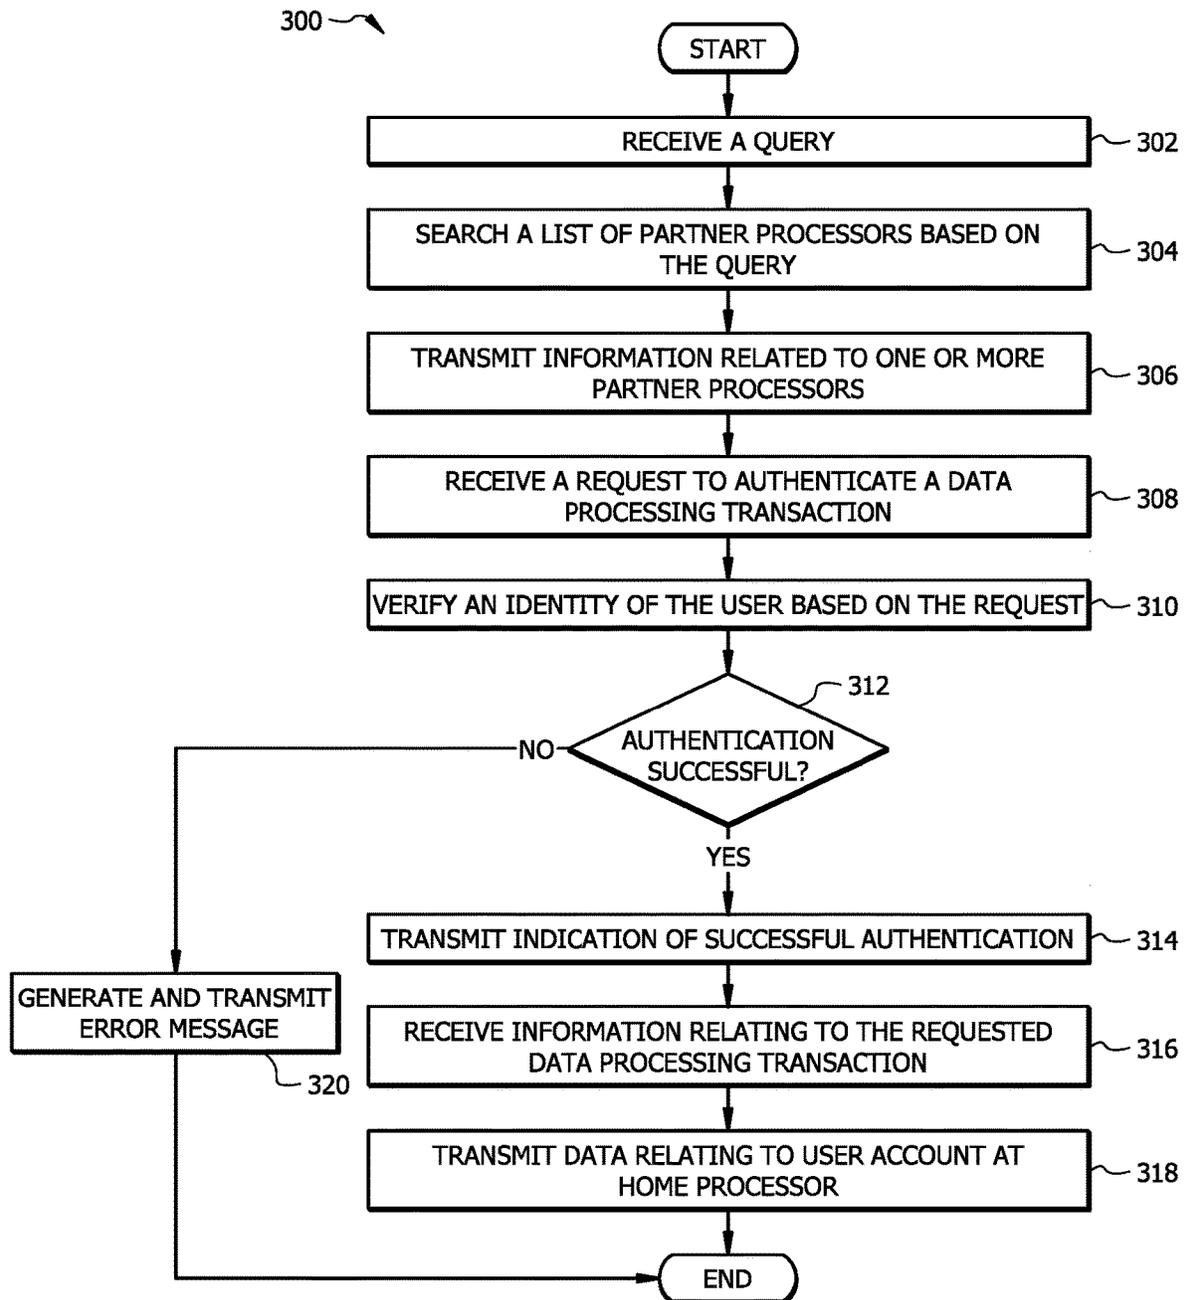 300
START
RECEIVE A QUERY
302
SEARCH A LIST OF PARTNER PROCESSORS BASED ON
THE QUERY
304
TRANSMIT INFORMATION RELATED TO ONE OR MORE
PARTNER PROCESSORS
306
RECEIVE A REQUEST TO AUTHENTICATE A DATA
PROCESSING TRANSACTION
308
VERIFY AN IDENTITY OF THE USER BASED ON THE REQUEST
310
312
AUTHENTICATION
SUCCESSFUL?
NO
YES
TRANSMIT INDICATION OF SUCCESSFUL AUTHENTICATION
314
GENERATE AND TRANSMIT
ERROR MESSAGE
320
RECEIVE INFORMATION RELATING TO THE REQUESTED
DATA PROCESSING TRANSACTION
316
TRANSMIT DATA RELATING TO USER ACCOUNT AT
HOME PROCESSOR
318
END